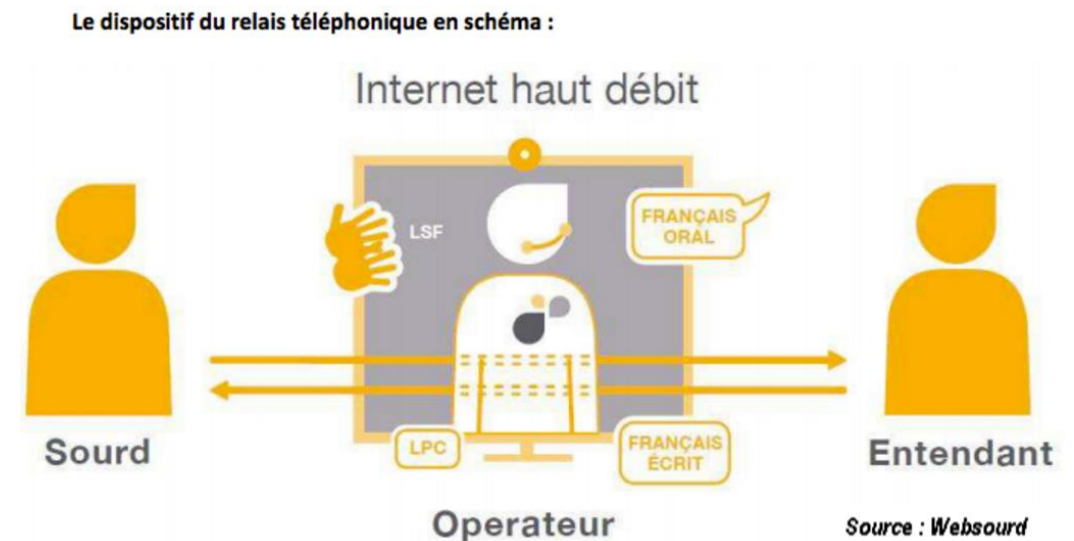 Le dispositif du relais téléphonique en schéma :
Internet haut débit
LSF
FRANÇAIS
ORAL
LPC
FRANÇAIS
ÉCRIT
Sourd
Entendant
Operateur
Source : Websourd